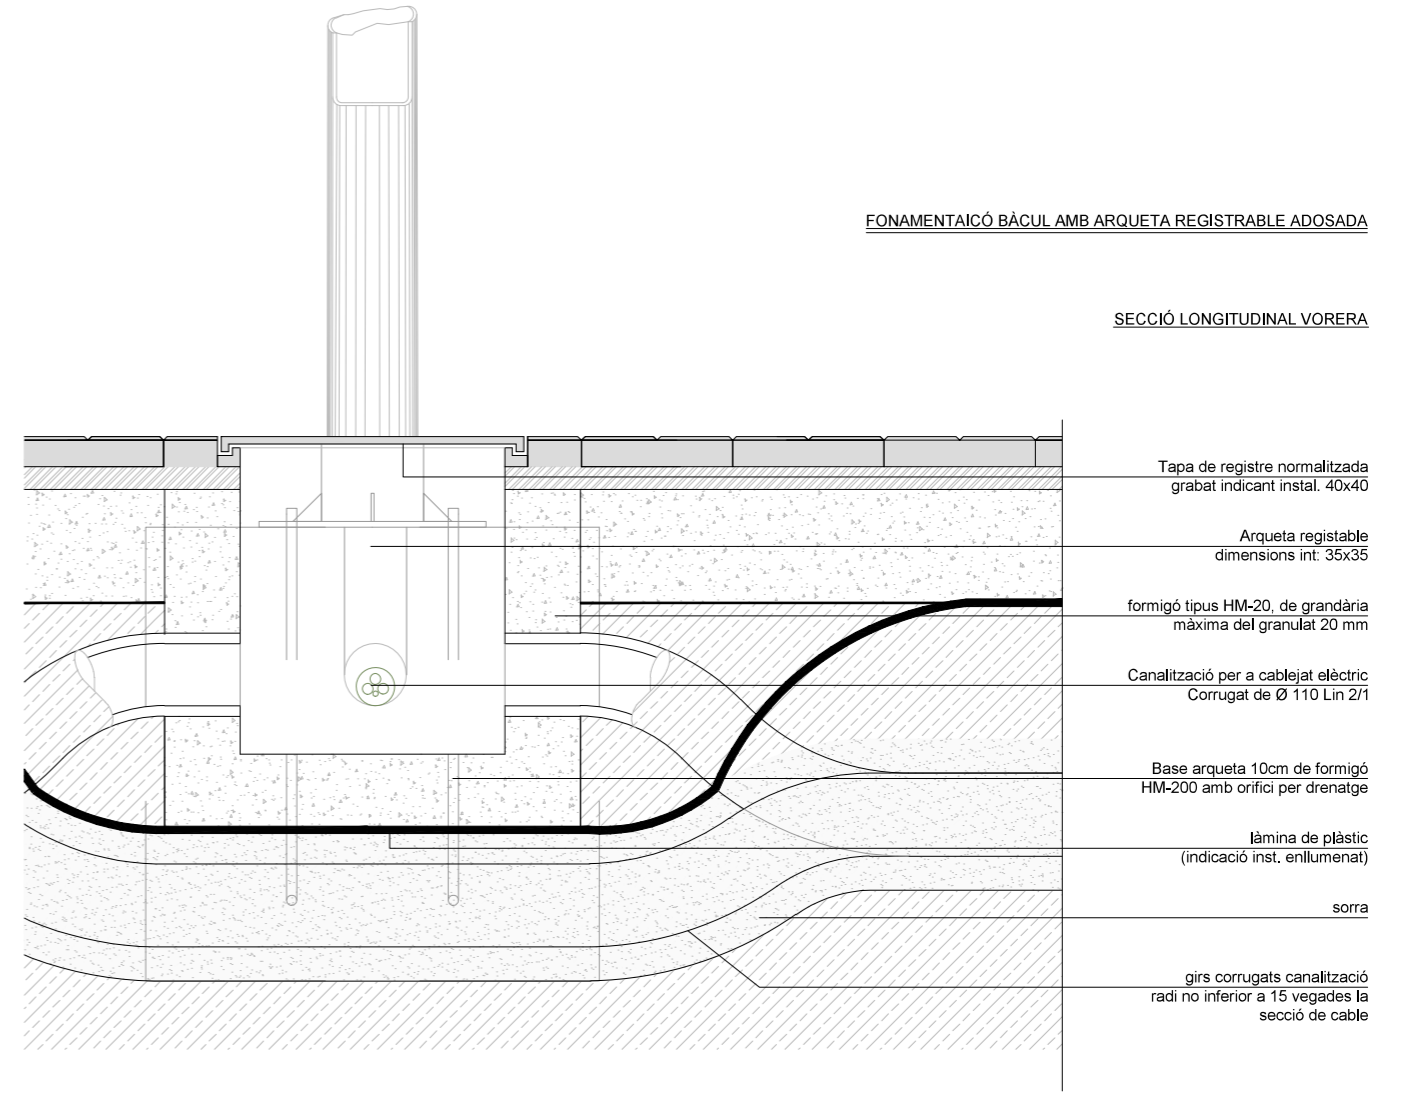 FONAMENTAICÓ BÀCUL AMB ARQUETA REGISTRABLE ADOSADA
SECCIÓ LONGITUDINAL VORERA
Tapa de registre normalitzada
grabat indicant instal. 40x40
Arqueta registable
dimensions int: 35x35
formigó tipus HM-20, de grandària
màxima del granulat 20 mm
Canalització per a cablejat elèctric
Corrugat de Ø 110 Lin 2/1
Base arqueta 10cm de formigó
HM-200 amb orifici per drenatge
làmina de plàstic
(indicació inst. enllumenat)
sorra
girs corrugats canalització
radi no inferior a 15 vegades la
secció de cable